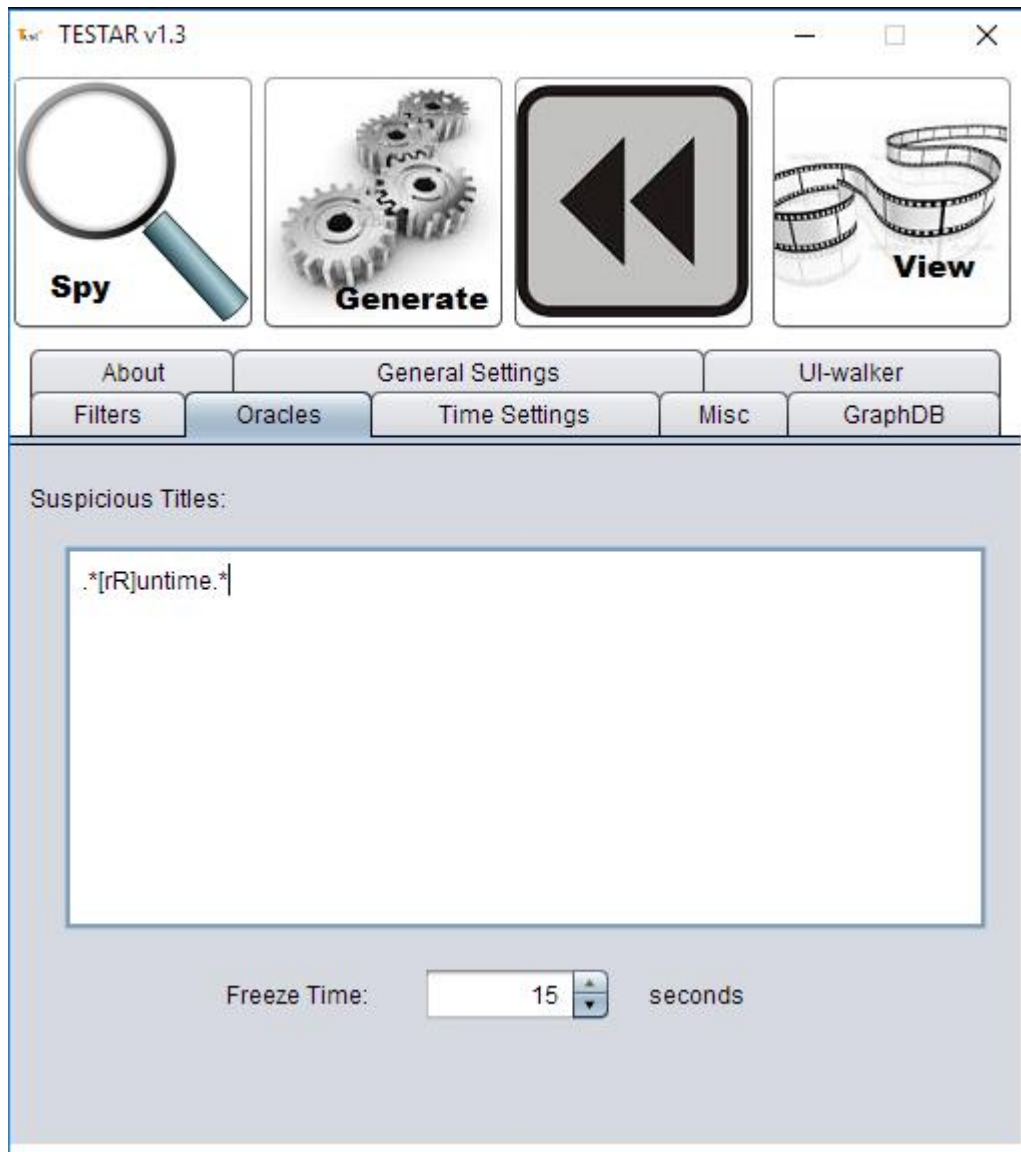 TESTAR v1.3
Spy
Generate
View
About General Settings UI-walker
Filters Oracles Time Settings Misc GraphDB
Suspicious Titles:
.*[rR]untime.*
Freeze Time: 15 seconds